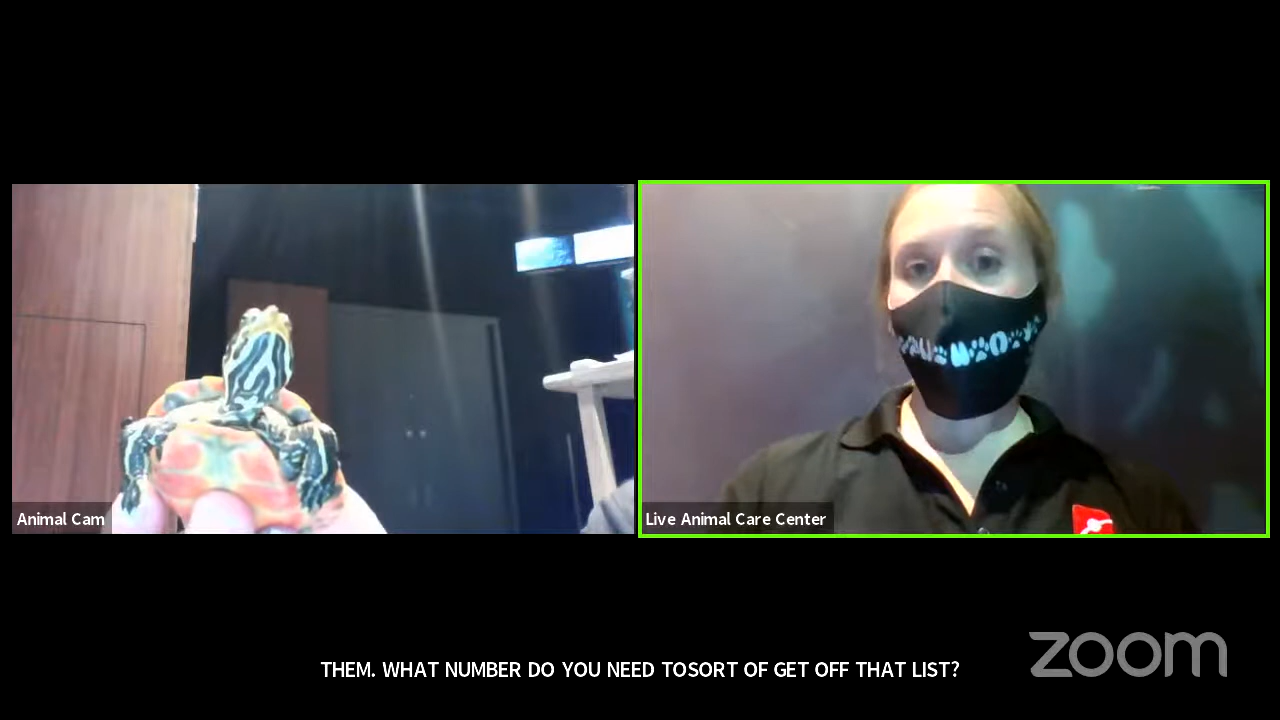 Animal Cam
Live Animal Care Center
THEM. WHAT NUMBER DO YOU NEED TOSORT OF GET OFF THAT LIST?
zoom